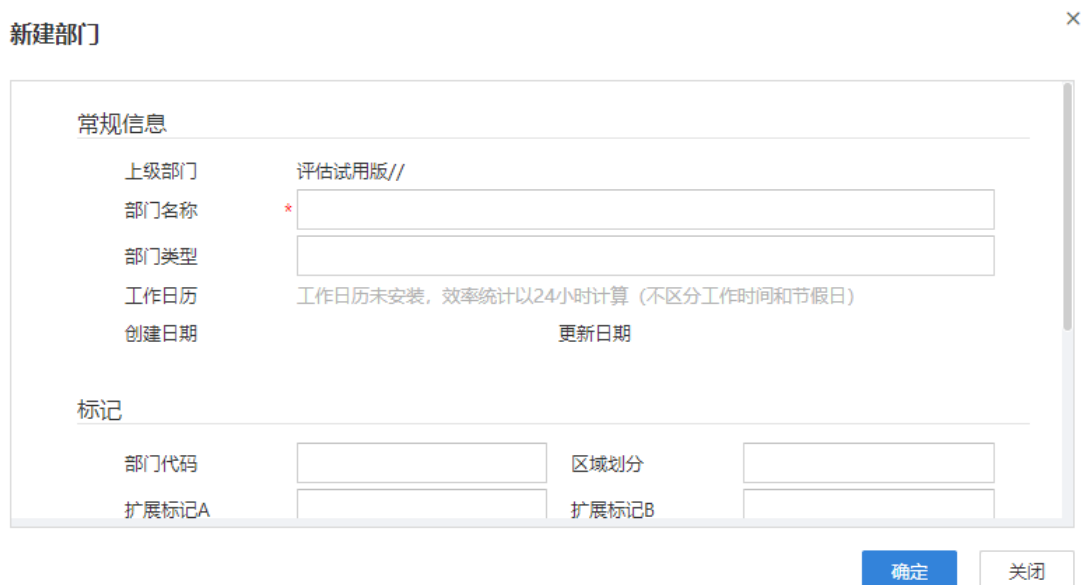 新建部门
×
常规信息
上级部门 评估试用版//
部门名称 *
部门类型
工作日历 工作日历未安装，效率统计以24小时计算（不区分工作时间和节假日）
创建日期 更新日期
标记
部门代码 区域划分
扩展标记A 扩展标记B
确定 关闭